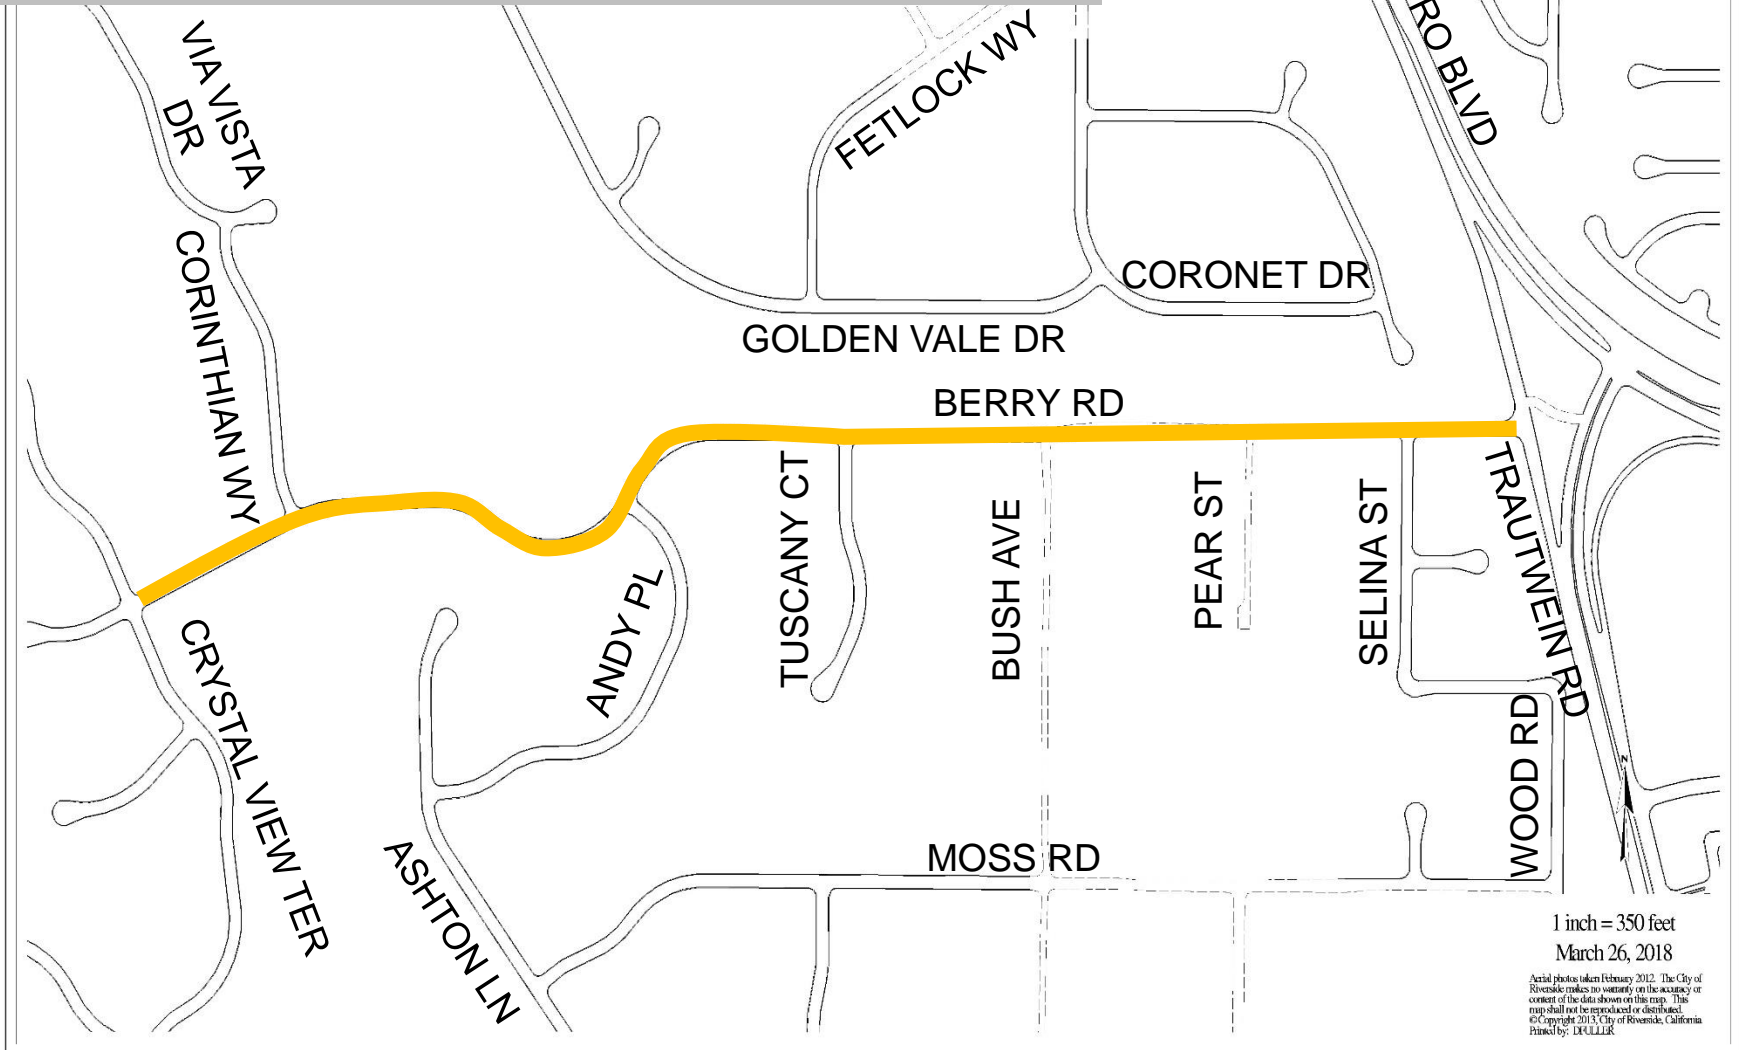 VIA VISTA
DR
FETLOCK WY
RO BLVD
CORINTHIAN WY
CORONET DR
GOLDEN VALE DR
BERRY RD
TUSCANY CT
BUSH AVE
PEAR ST
SELINA ST
TRAUTWEIN RD
ANDY PL
CRYSTAL VIEW TER
WOOD RD
N
ASHTON LN
MOSS RD
1 inch = 350 feet
March 26, 2018
Aerial photos taken February 2012. The City of
Riverside makes no warranty on the accuracy or
content of the data shown on this map. This
map shall not be reproduced or distributed.
© Copyright 2013, City of Riverside, California
Printed by: DFULLER